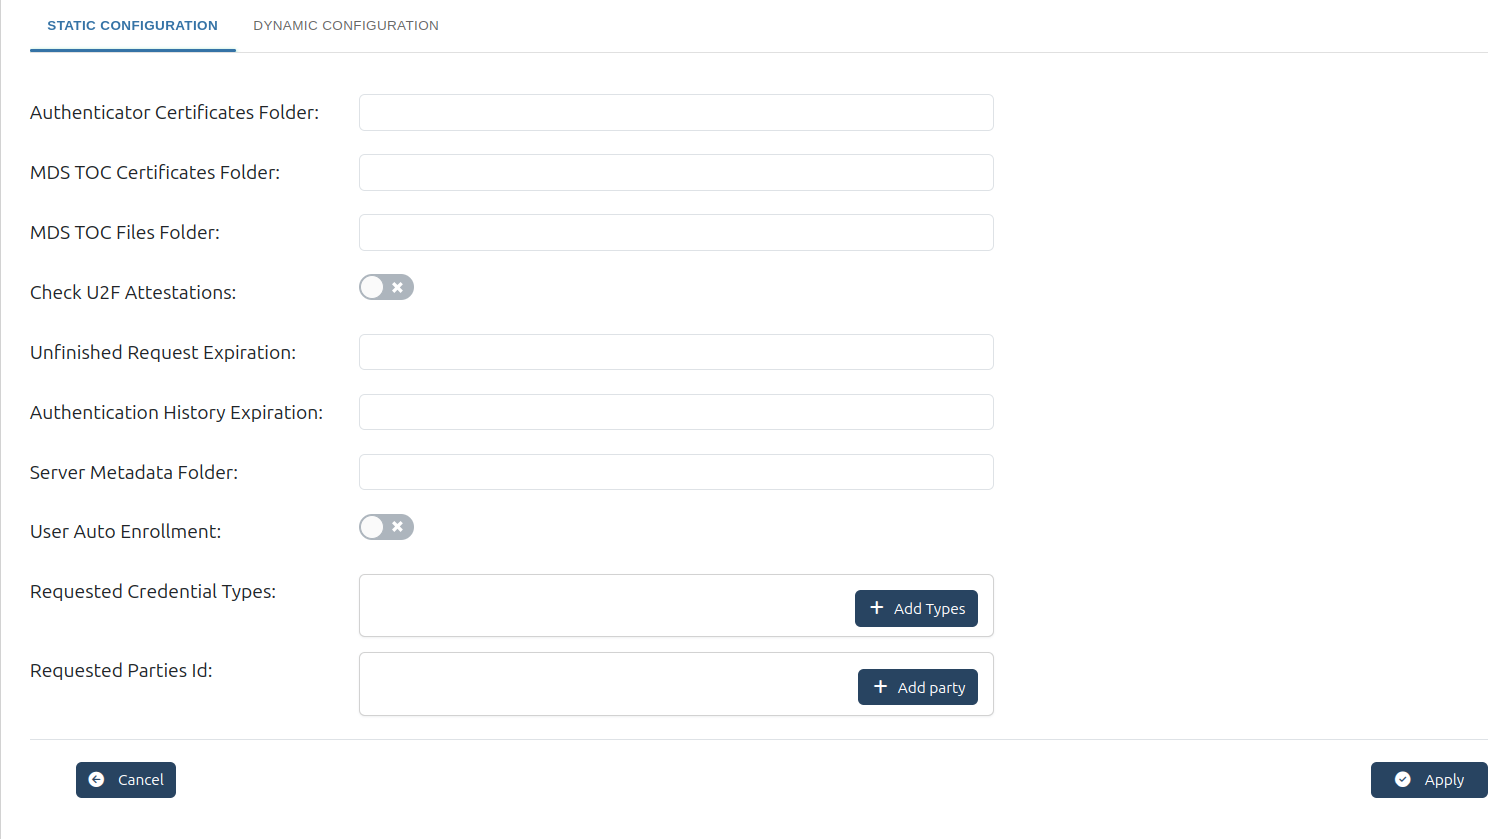 STATIC CONFIGURATION
DYNAMIC CONFIGURATION
Authenticator Certificates Folder:
MDS TOC Certificates Folder:
MDS TOC Files Folder:
Check U2F Attestations:
Unfinished Request Expiration:
Authentication History Expiration:
Server Metadata Folder:
User Auto Enrollment:
Requested Credential Types:
Add Types
Requested Parties Id:
Add party
Cancel
Apply